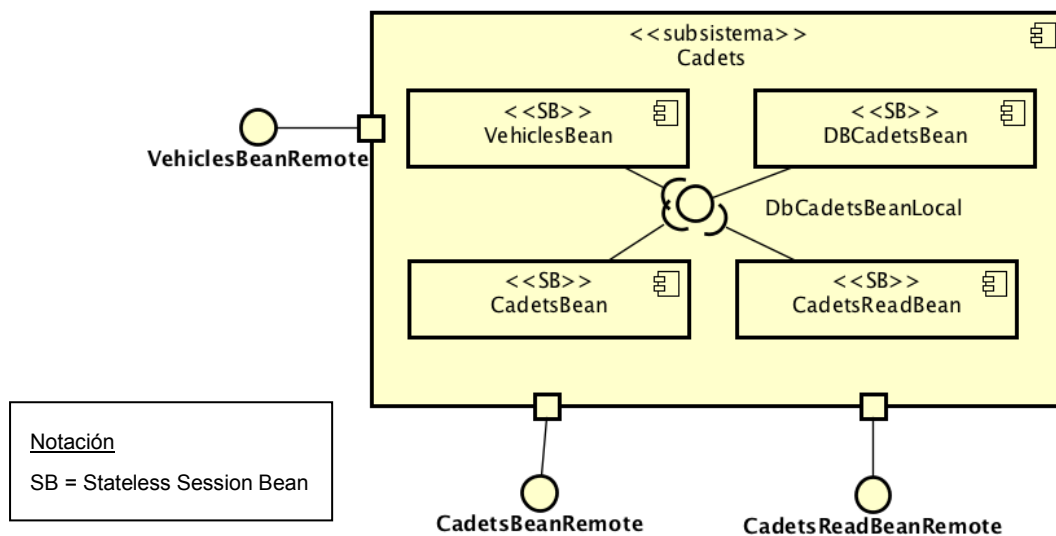 <<subsistema>>
Cadets
<<SB>>
VehiclesBean
<<SB>>
DBCadetsBean
VehiclesBeanRemote
DbCadetsBeanLocal
<<SB>>
CadetsBean
<<SB>>
CadetsReadBean
Notación
SB = Stateless Session Bean
CadetsBeanRemote
CadetsReadBeanRemote